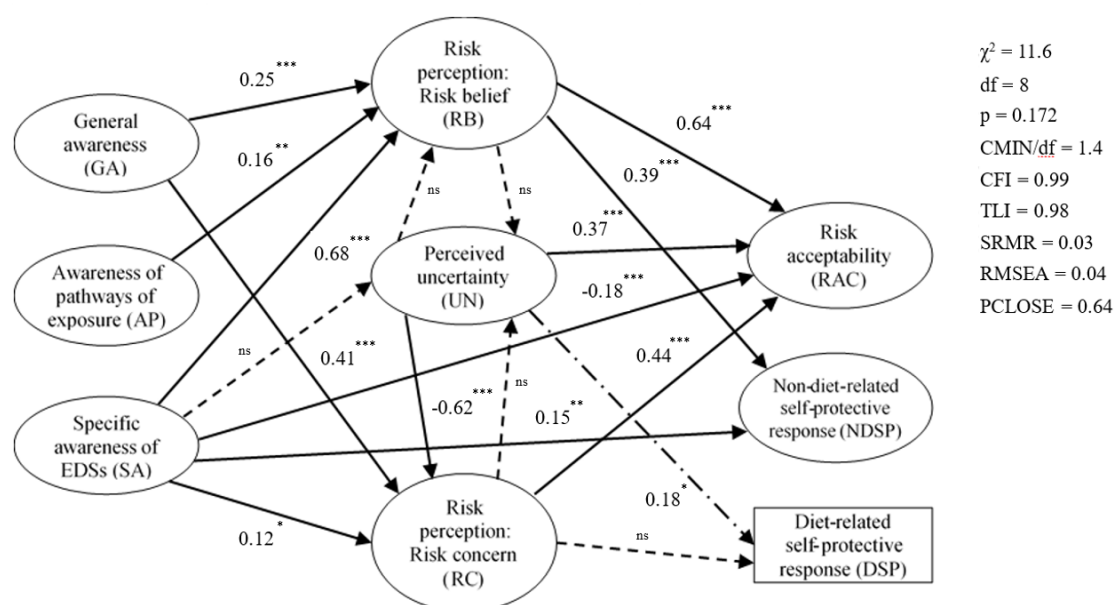 Risk
perception:
Risk belief
(RB)
General
awareness
(GA)
Awareness of
pathways of
exposure (AP)
Specific
awareness of
EDSs (SA)
Perceived
uncertainty
(UN)
Risk
perception:
Risk concern
(RC)
Risk
acceptability
(RAC)
Non-diet-related
self-protective
response (NDSP)
Diet-related
self-protective
response (DSP)
0.25***
0.16**
0.64***
0.39***
ns
ns
0.68***
0.37***
-0.18***
ns
0.41***
0.44***
ns
-0.62***
0.15**
0.18*
0.12*
ns
χ² = 11.6
df = 8
p = 0.172
CMIN/df = 1.4
CFI = 0.99
TLI = 0.98
SRMR = 0.03
RMSEA = 0.04
PCLOSE = 0.64